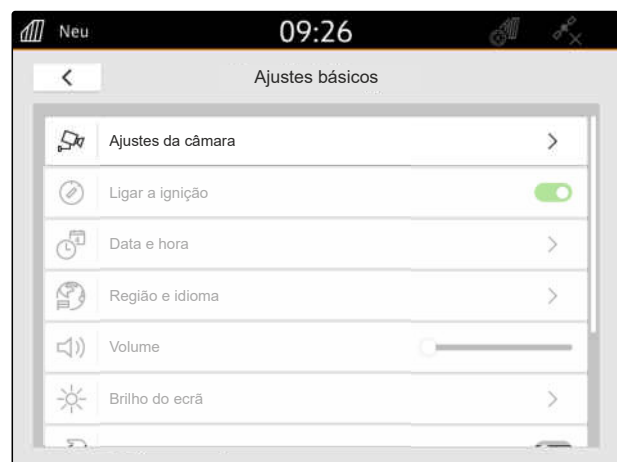 Neu 09:26
Ajustes básicos
Ajustes da câmara
Ligar a ignição
Data e hora
Região e idioma
Volume
Brilho do ecrã